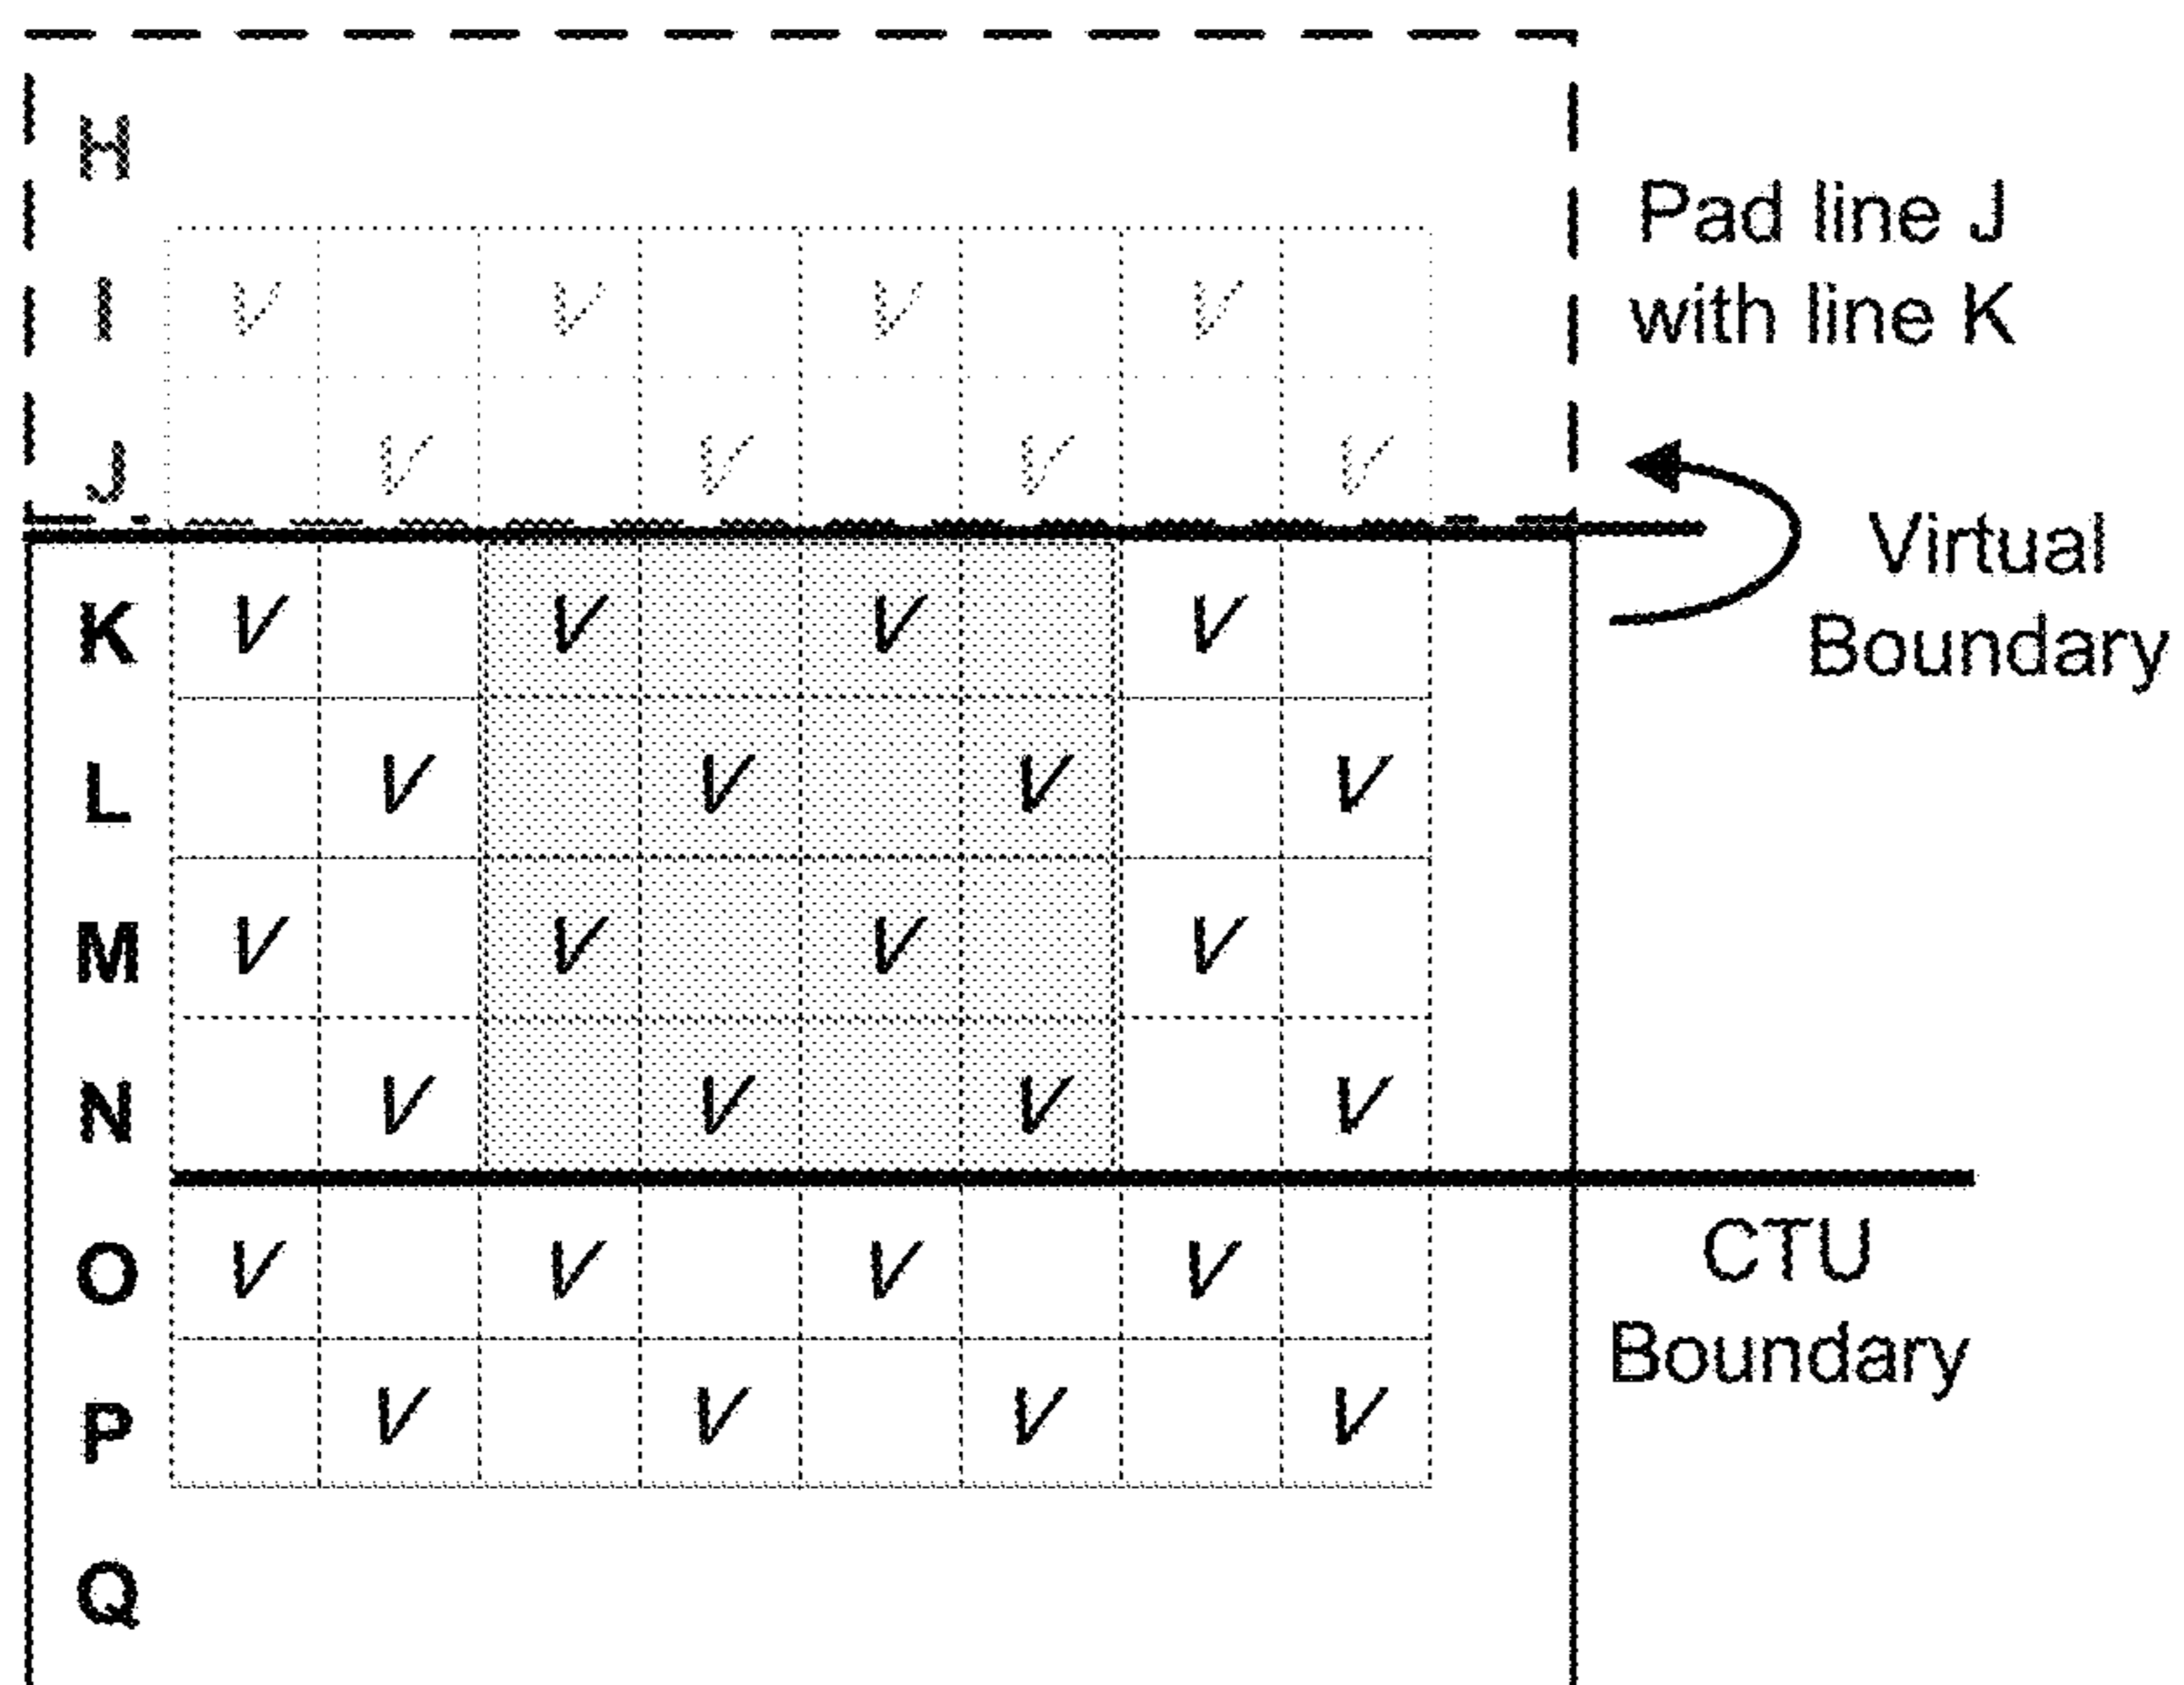 H
Pad line J
with line K
I V V V V
J V V V V
Virtual
Boundary
K V V V V
L V V V V
M V V V V
N V V V V
CTU
Boundary
O V V V V
P V V V V
Q